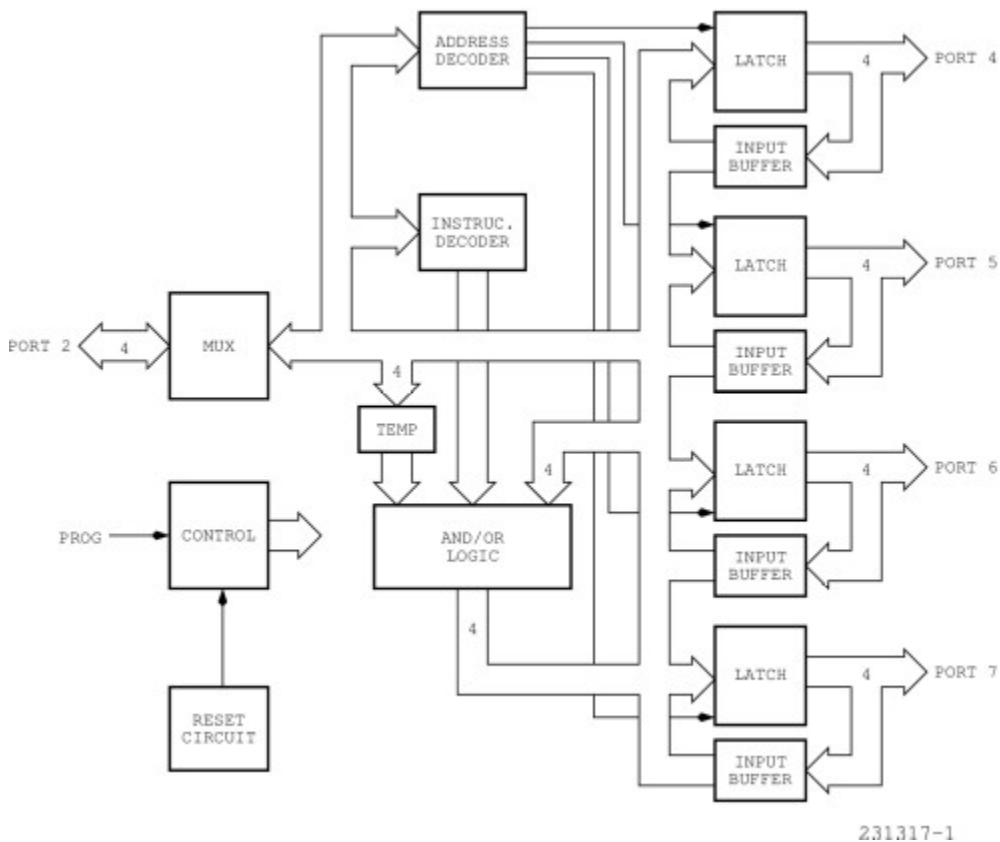 ADDRESS
DECODER
LATCH
4
PORT 4
INPUT
BUFFER
INSTRUC.
DECODER
LATCH
4
PORT 5
PORT 2
4
MUX
INPUT
BUFFER
4
TEMP
4
LATCH
4
PORT 6
PROG
CONTROL
AND/OR
LOGIC
INPUT
BUFFER
4
LATCH
4
PORT 7
RESET
CIRCUIT
INPUT
BUFFER
231317-1